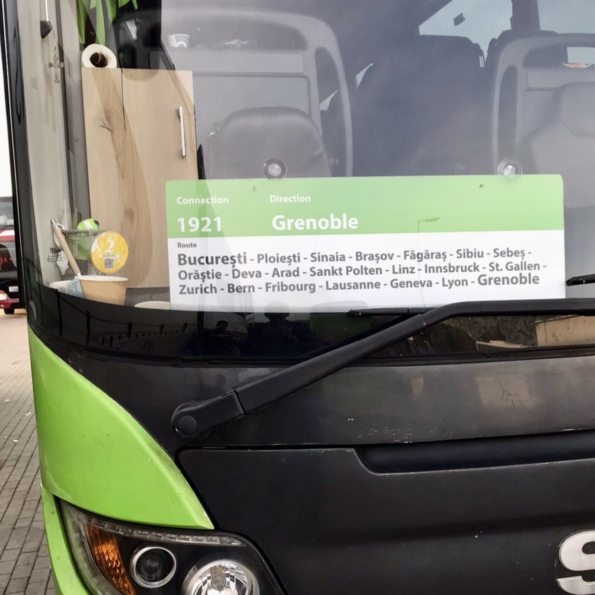 Connection Direction
1921 Grenoble
Route
București - Ploiești - Sinaia - Brașov - Făgăraș - Sibiu - Sebeș -
Orăștie - Deva - Arad - Sankt Polten - Linz - Innsbruck - St. Gallen -
Zurich - Bern - Fribourg - Lausanne - Geneva - Lyon - Grenoble